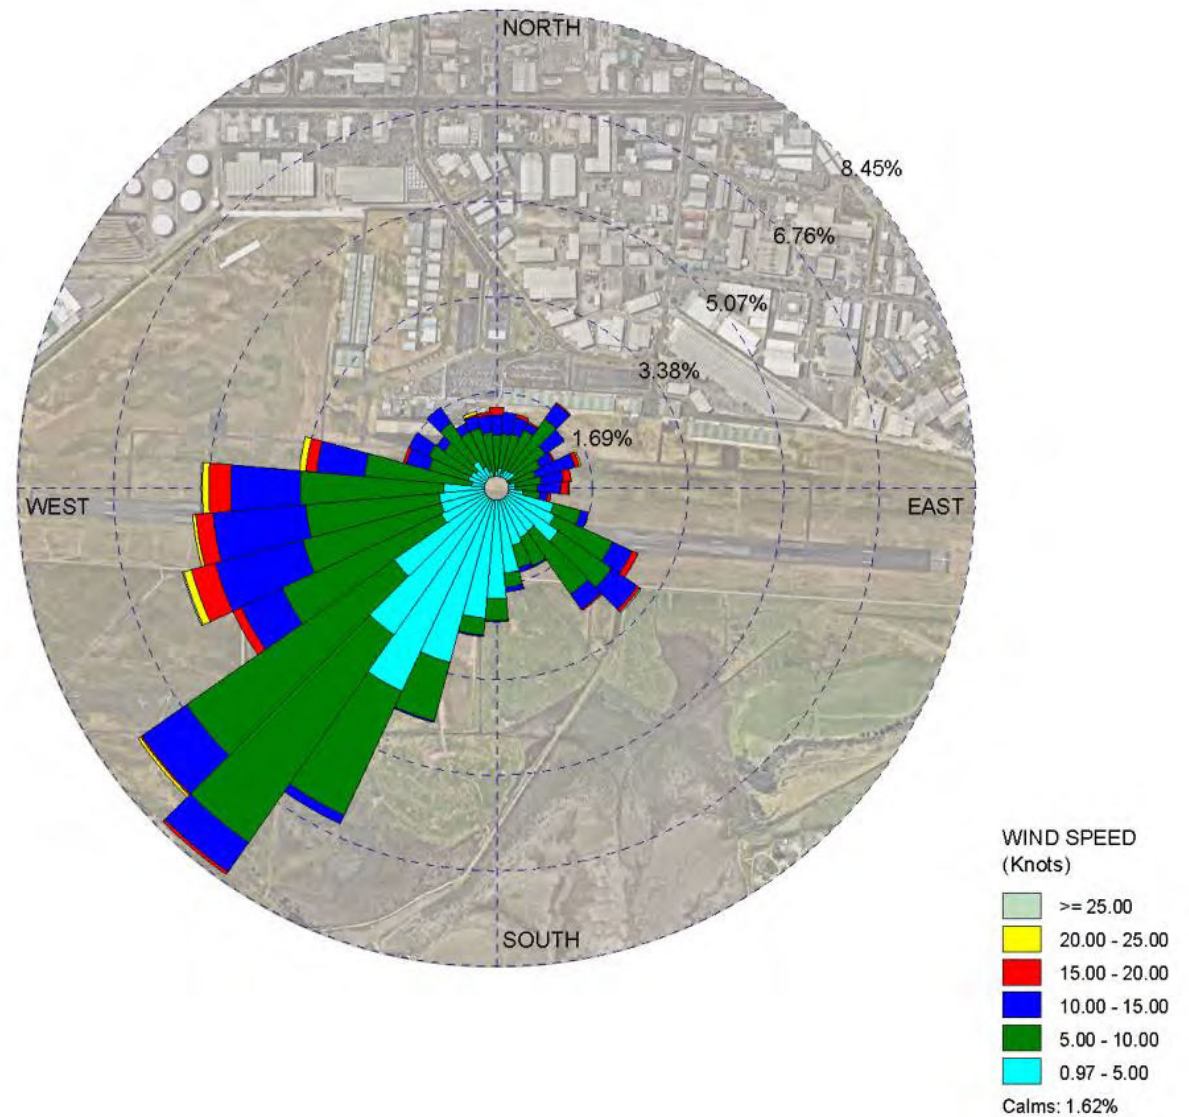 NORTH
8.45%
6.76%
5.07%
3.38%
1.69%
WEST
EAST
SOUTH
WIND SPEED
(Knots)
>= 25.00
20.00 - 25.00
15.00 - 20.00
10.00 - 15.00
5.00 - 10.00
0.97 - 5.00
Calms: 1.62%